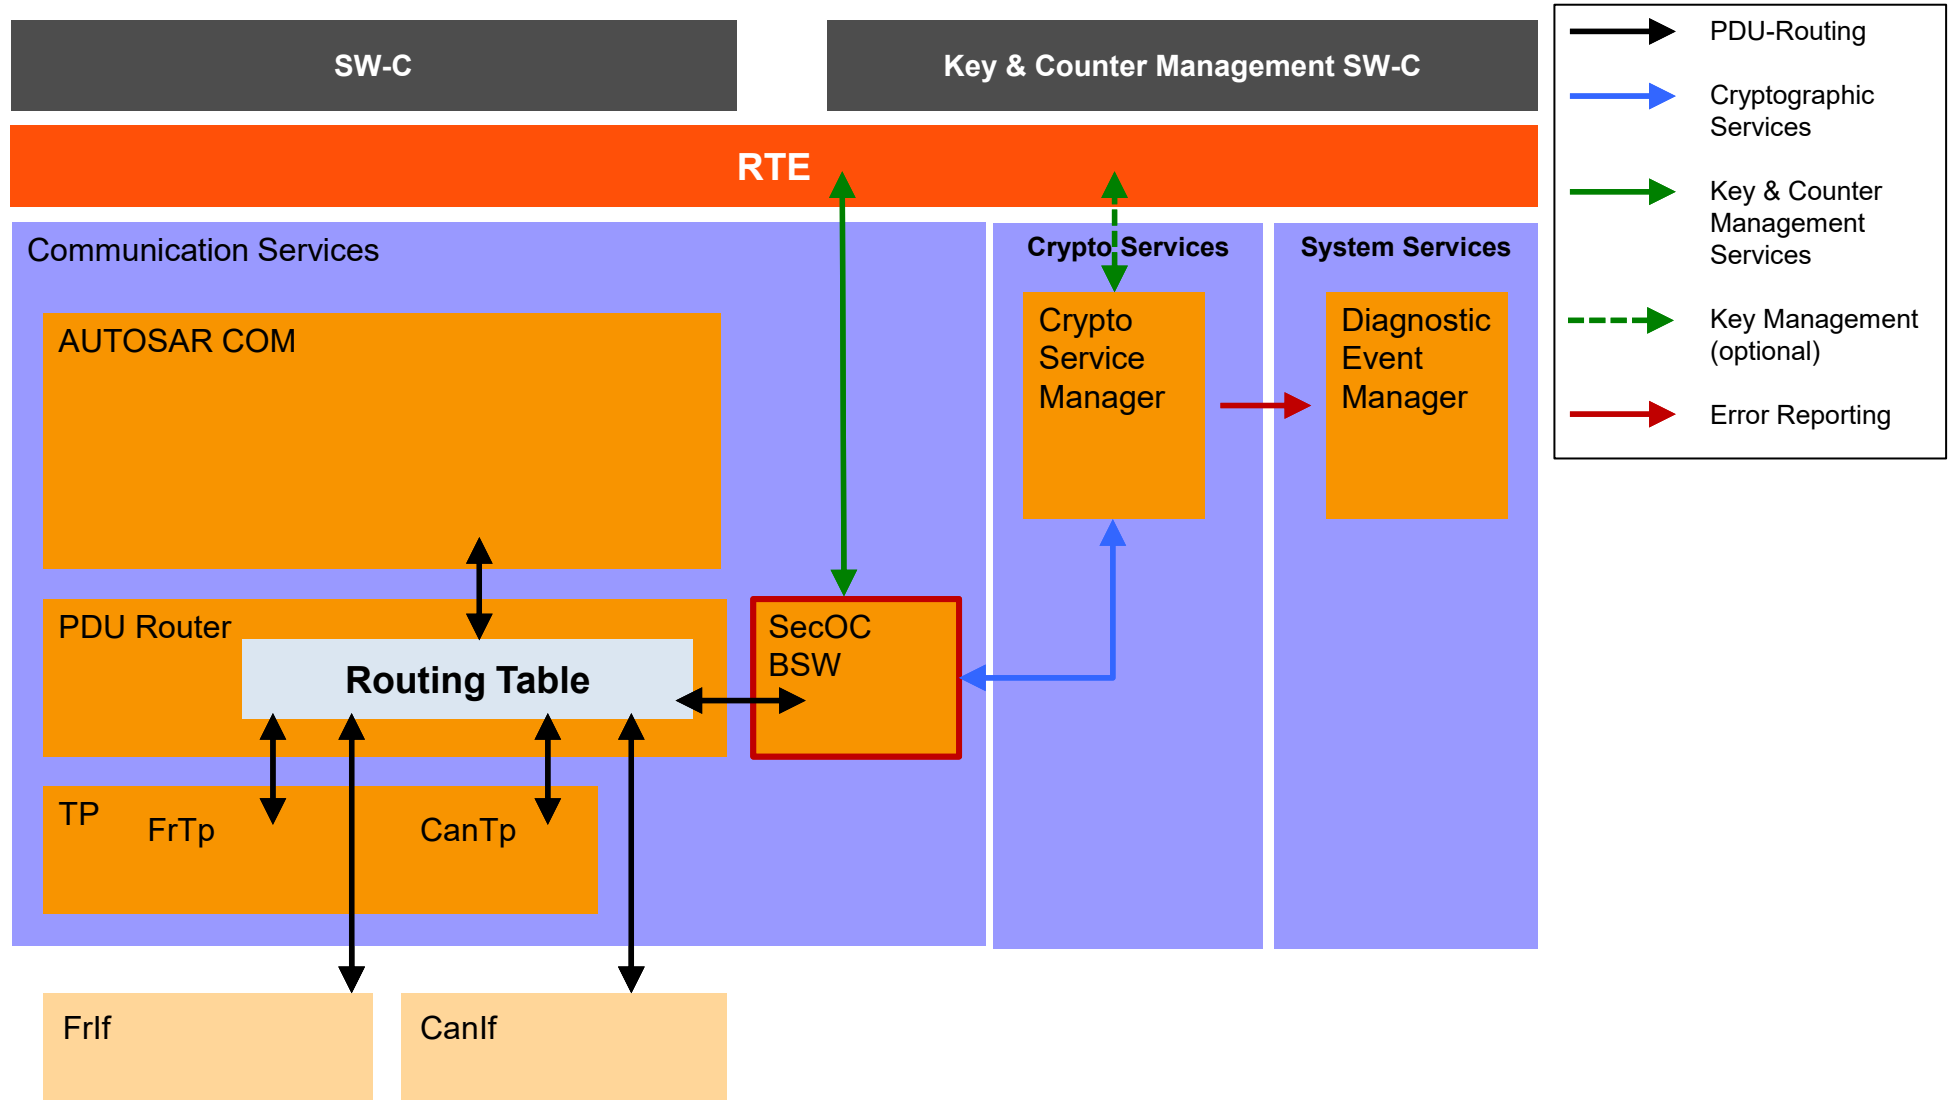 SW-C
Key & Counter Management SW-C
RTE
Communication Services
Crypto Services
System Services
AUTOSAR COM
Crypto
Service
Manager
Diagnostic
Event
Manager
PDU Router
Routing Table
SecOC
BSW
TP
FrTp
CanTp
FrIf
CanIf
PDU-Routing
Cryptographic
Services
Key & Counter
Management
Services
Key Management
(optional)
Error Reporting